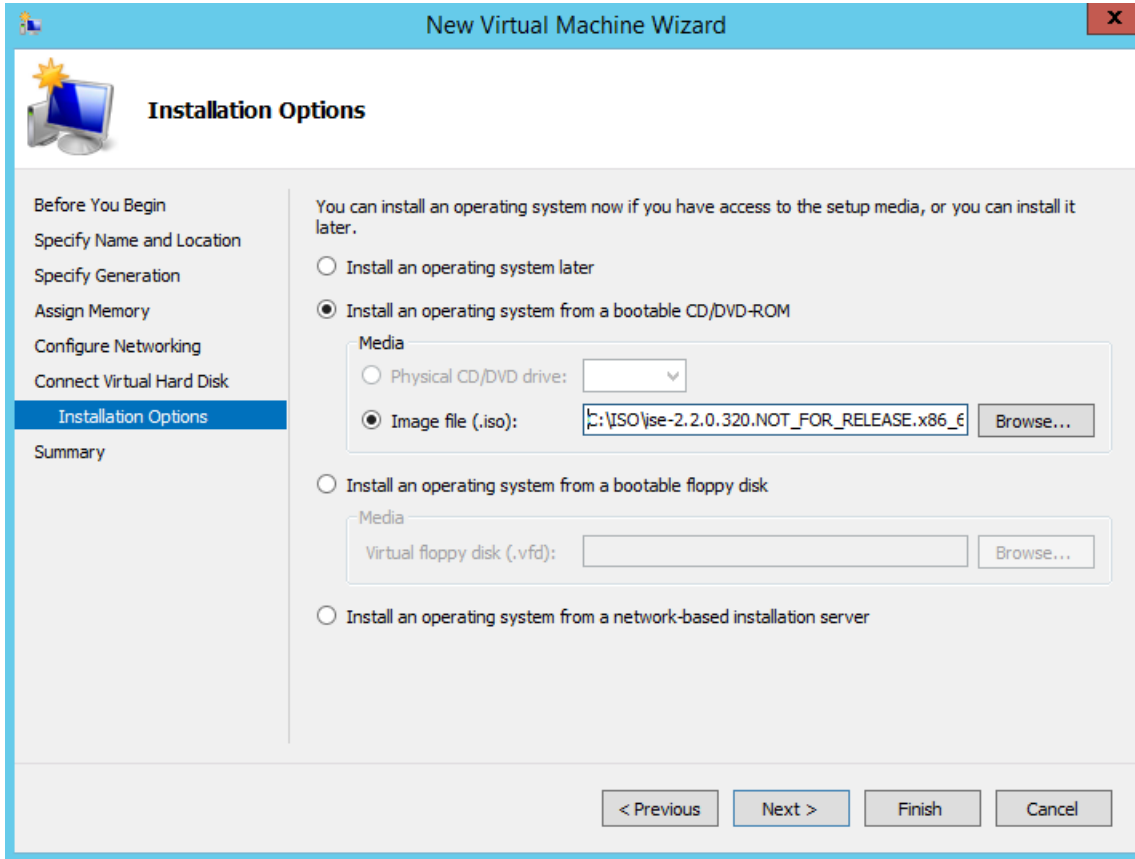 New Virtual Machine Wizard
x
Installation Options
Before You Begin
Specify Name and Location
Specify Generation
Assign Memory
Configure Networking
Connect Virtual Hard Disk
Installation Options
Summary
You can install an operating system now if you have access to the setup media, or you can install it
later.
Install an operating system later
Install an operating system from a bootable CD/DVD-ROM
Media
Physical CD/DVD drive:
Image file (.iso):
C:\ISO\ise-2.2.0.320.NOT_FOR_RELEASE.x86_6
Browse...
Install an operating system from a bootable floppy disk
Media
Virtual floppy disk (.vfd):
Browse...
Install an operating system from a network-based installation server
< Previous
Next >
Finish
Cancel